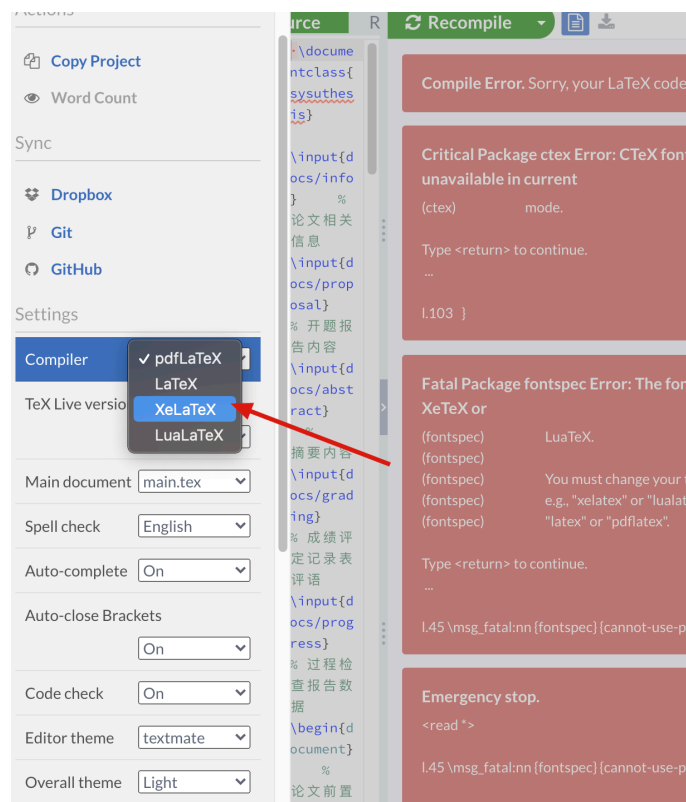 Actions
Copy Project
Word Count
Sync
Dropbox
Git
GitHub
Settings
Compiler
✓ pdfLaTeX
LaTeX
XeLaTeX
LuaLaTeX
TeX Live versio
Main document main.tex
Spell check English
Auto-complete On
Auto-close Brackets
On
Code check On
Editor theme textmate
Overall theme Light
urce R
\docume
ntclass{
sysuthes
is}
\input{d
ocs/info
} %
论文相关
信息
\input{d
ocs/prop
osal}
% 开题报
告内容
\input{d
ocs/abst
ract}
%
摘要内容
\input{d
ocs/grad
ing}
% 成绩评
定记录表
评语
\input{d
ocs/prog
ress}
% 过程检
查报告数
据
\begin{d
ocument}
%
论文前置
Recompile
Compile Error. Sorry, your LaTeX code
Critical Package ctex Error: CTeX fon
unavailable in current
(ctex) mode.
Type <return> to continue.
...
l.103 }
Fatal Package fontspec Error: The fon
XeTeX or
(fontspec) LuaTeX.
(fontspec)
(fontspec) You must change your t
(fontspec) e.g., "xelatex" or "lualat
(fontspec) "latex" or "pdflatex".
Type <return> to continue.
...
l.45 \msg_fatal:nn {fontspec} {cannot-use-p
Emergency stop.
<read *>
l.45 \msg_fatal:nn {fontspec} {cannot-use-p